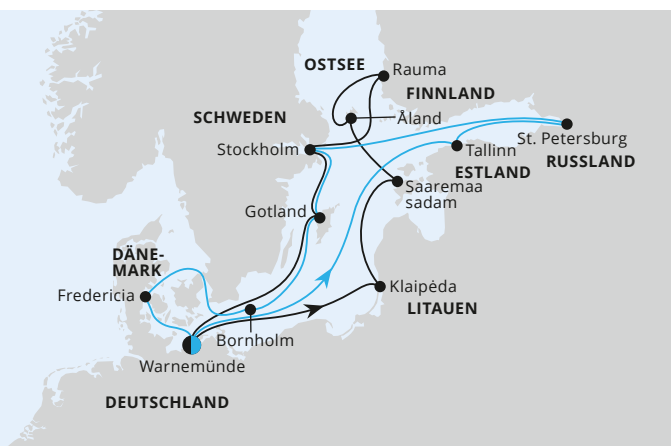 OSTSEE
Rauma
FINNLAND
SCHWEDEN
Åland
Stockholm
St. Petersburg
Tallinn
RUSSLAND
ESTLAND
Saaremaa
sadam
Gotland
DÄNE-
MARK
Fredericia
Klaipėda
LITAUEN
Bornholm
Warnemünde
DEUTSCHLAND